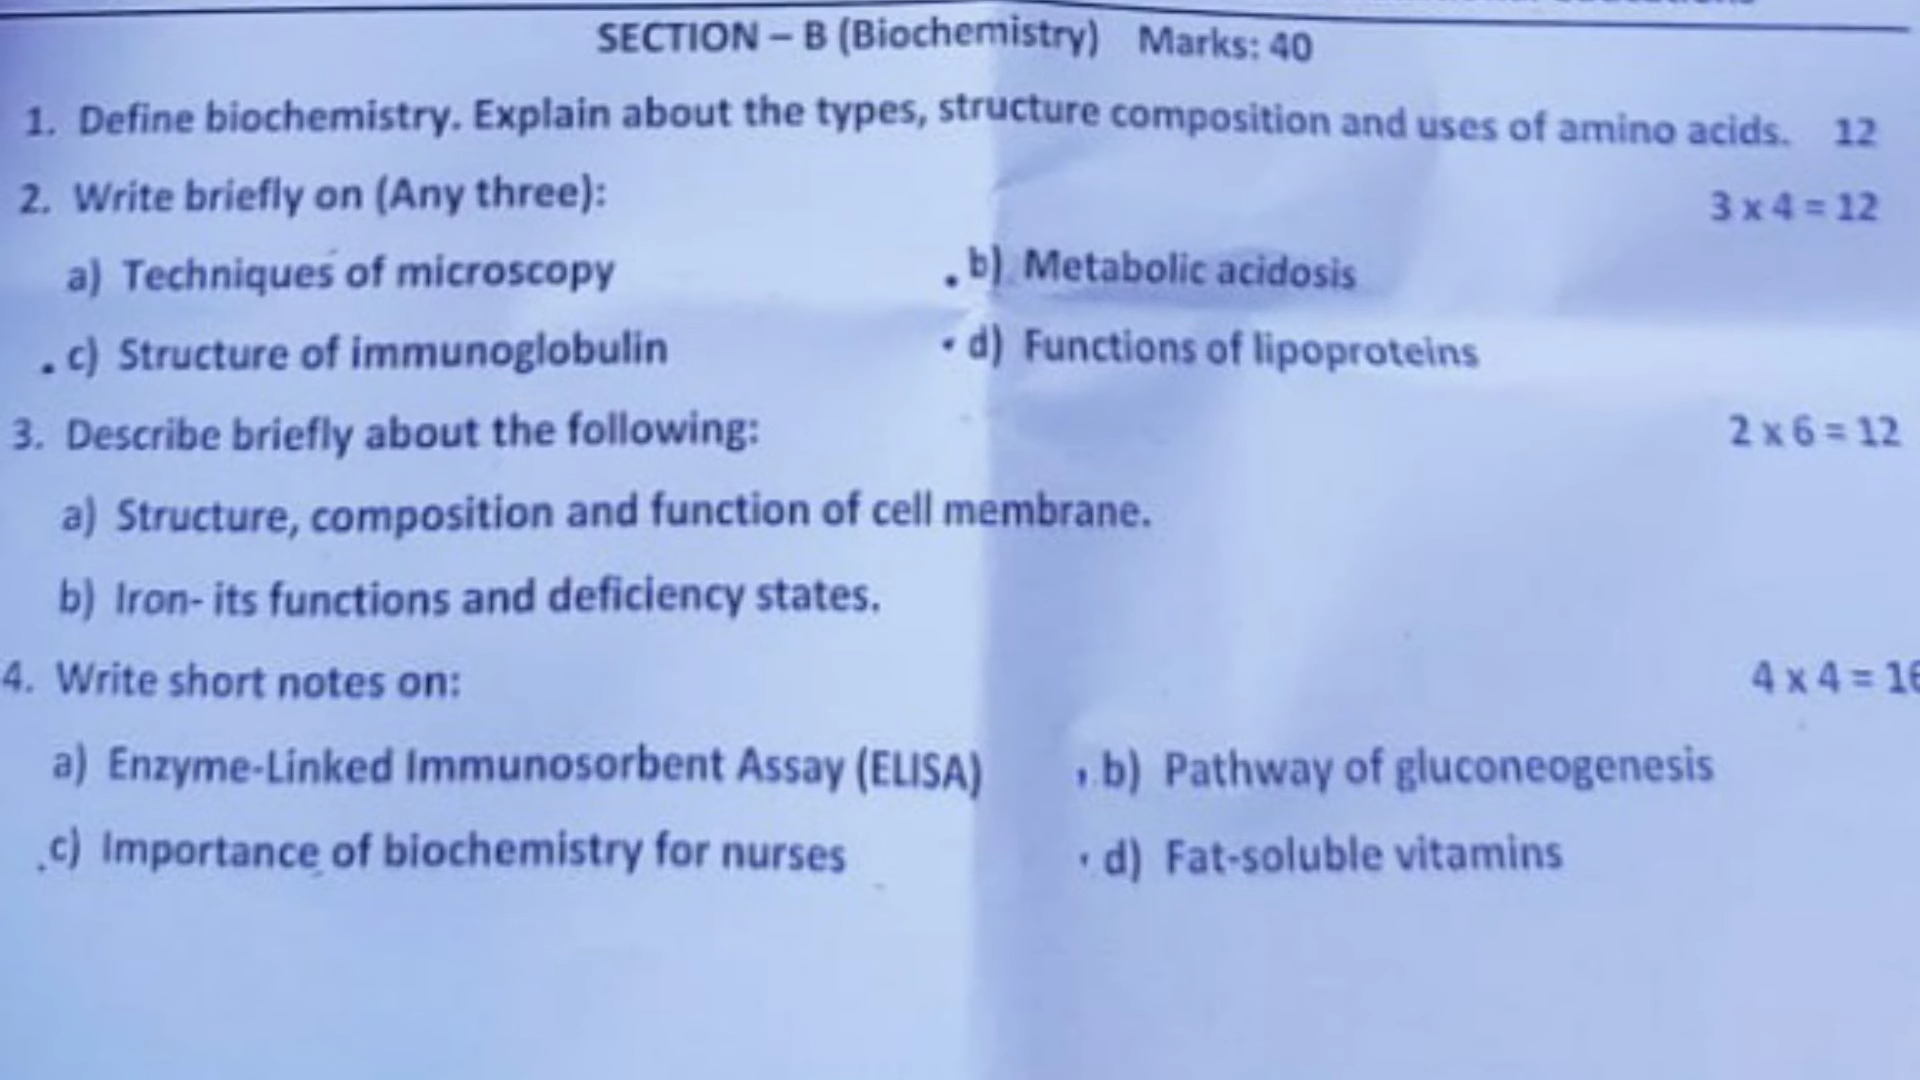 SECTION – B (Biochemistry) Marks: 40
1. Define biochemistry. Explain about the types, structure composition and uses of amino acids. 12
2. Write briefly on (Any three): 3 x 4 = 12
a) Techniques of microscopy b) Metabolic acidosis
c) Structure of immunoglobulin d) Functions of lipoproteins
3. Describe briefly about the following: 2 x 6 = 12
a) Structure, composition and function of cell membrane.
b) Iron- its functions and deficiency states.
4. Write short notes on: 4 x 4 = 16
a) Enzyme-Linked Immunosorbent Assay (ELISA) b) Pathway of gluconeogenesis
c) Importance of biochemistry for nurses d) Fat-soluble vitamins